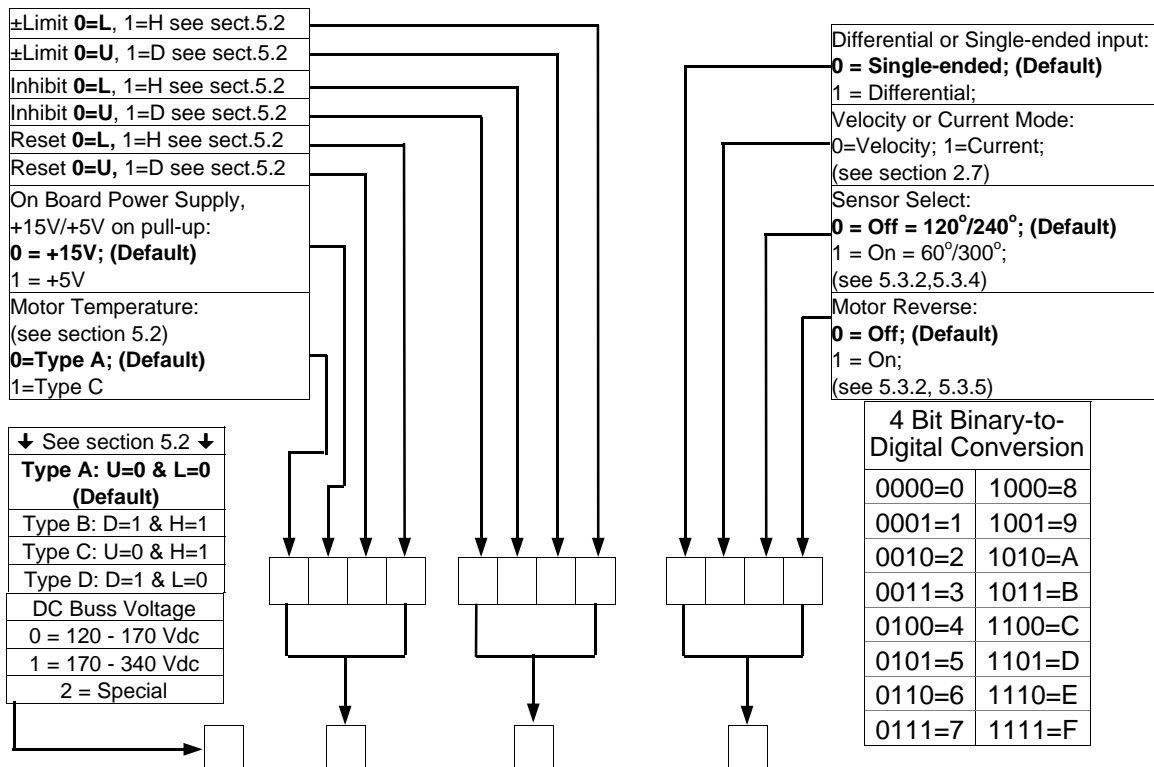 ±Limit 0=L, 1=H see sect.5.2
±Limit 0=U, 1=D see sect.5.2
Inhibit 0=L, 1=H see sect.5.2
Inhibit 0=U, 1=D see sect.5.2
Reset 0=L, 1=H see sect.5.2
Reset 0=U, 1=D see sect.5.2
On Board Power Supply,
+15V/+5V on pull-up:
0 = +15V; (Default)
1 = +5V
Motor Temperature:
(see section 5.2)
0=Type A; (Default)
1=Type C
↓ See section 5.2 ↓
Type A: U=0 & L=0
(Default)
Type B: D=1 & H=1
Type C: U=0 & H=1
Type D: D=1 & L=0
DC Buss Voltage
0 = 120 - 170 Vdc
1 = 170 - 340 Vdc
2 = Special
Differential or Single-ended input:
0 = Single-ended; (Default)
1 = Differential;
Velocity or Current Mode:
0=Velocity; 1=Current;
(see section 2.7)
Sensor Select:
0 = Off = 120°/240°; (Default)
1 = On = 60°/300°;
(see 5.3.2,5.3.4)
Motor Reverse:
0 = Off; (Default)
1 = On;
(see 5.3.2, 5.3.5)
4 Bit Binary-to-
Digital Conversion
0000=0 1000=8
0001=1 1001=9
0010=2 1010=A
0011=3 1011=B
0100=4 1100=C
0101=5 1101=D
0110=6 1110=E
0111=7 1111=F